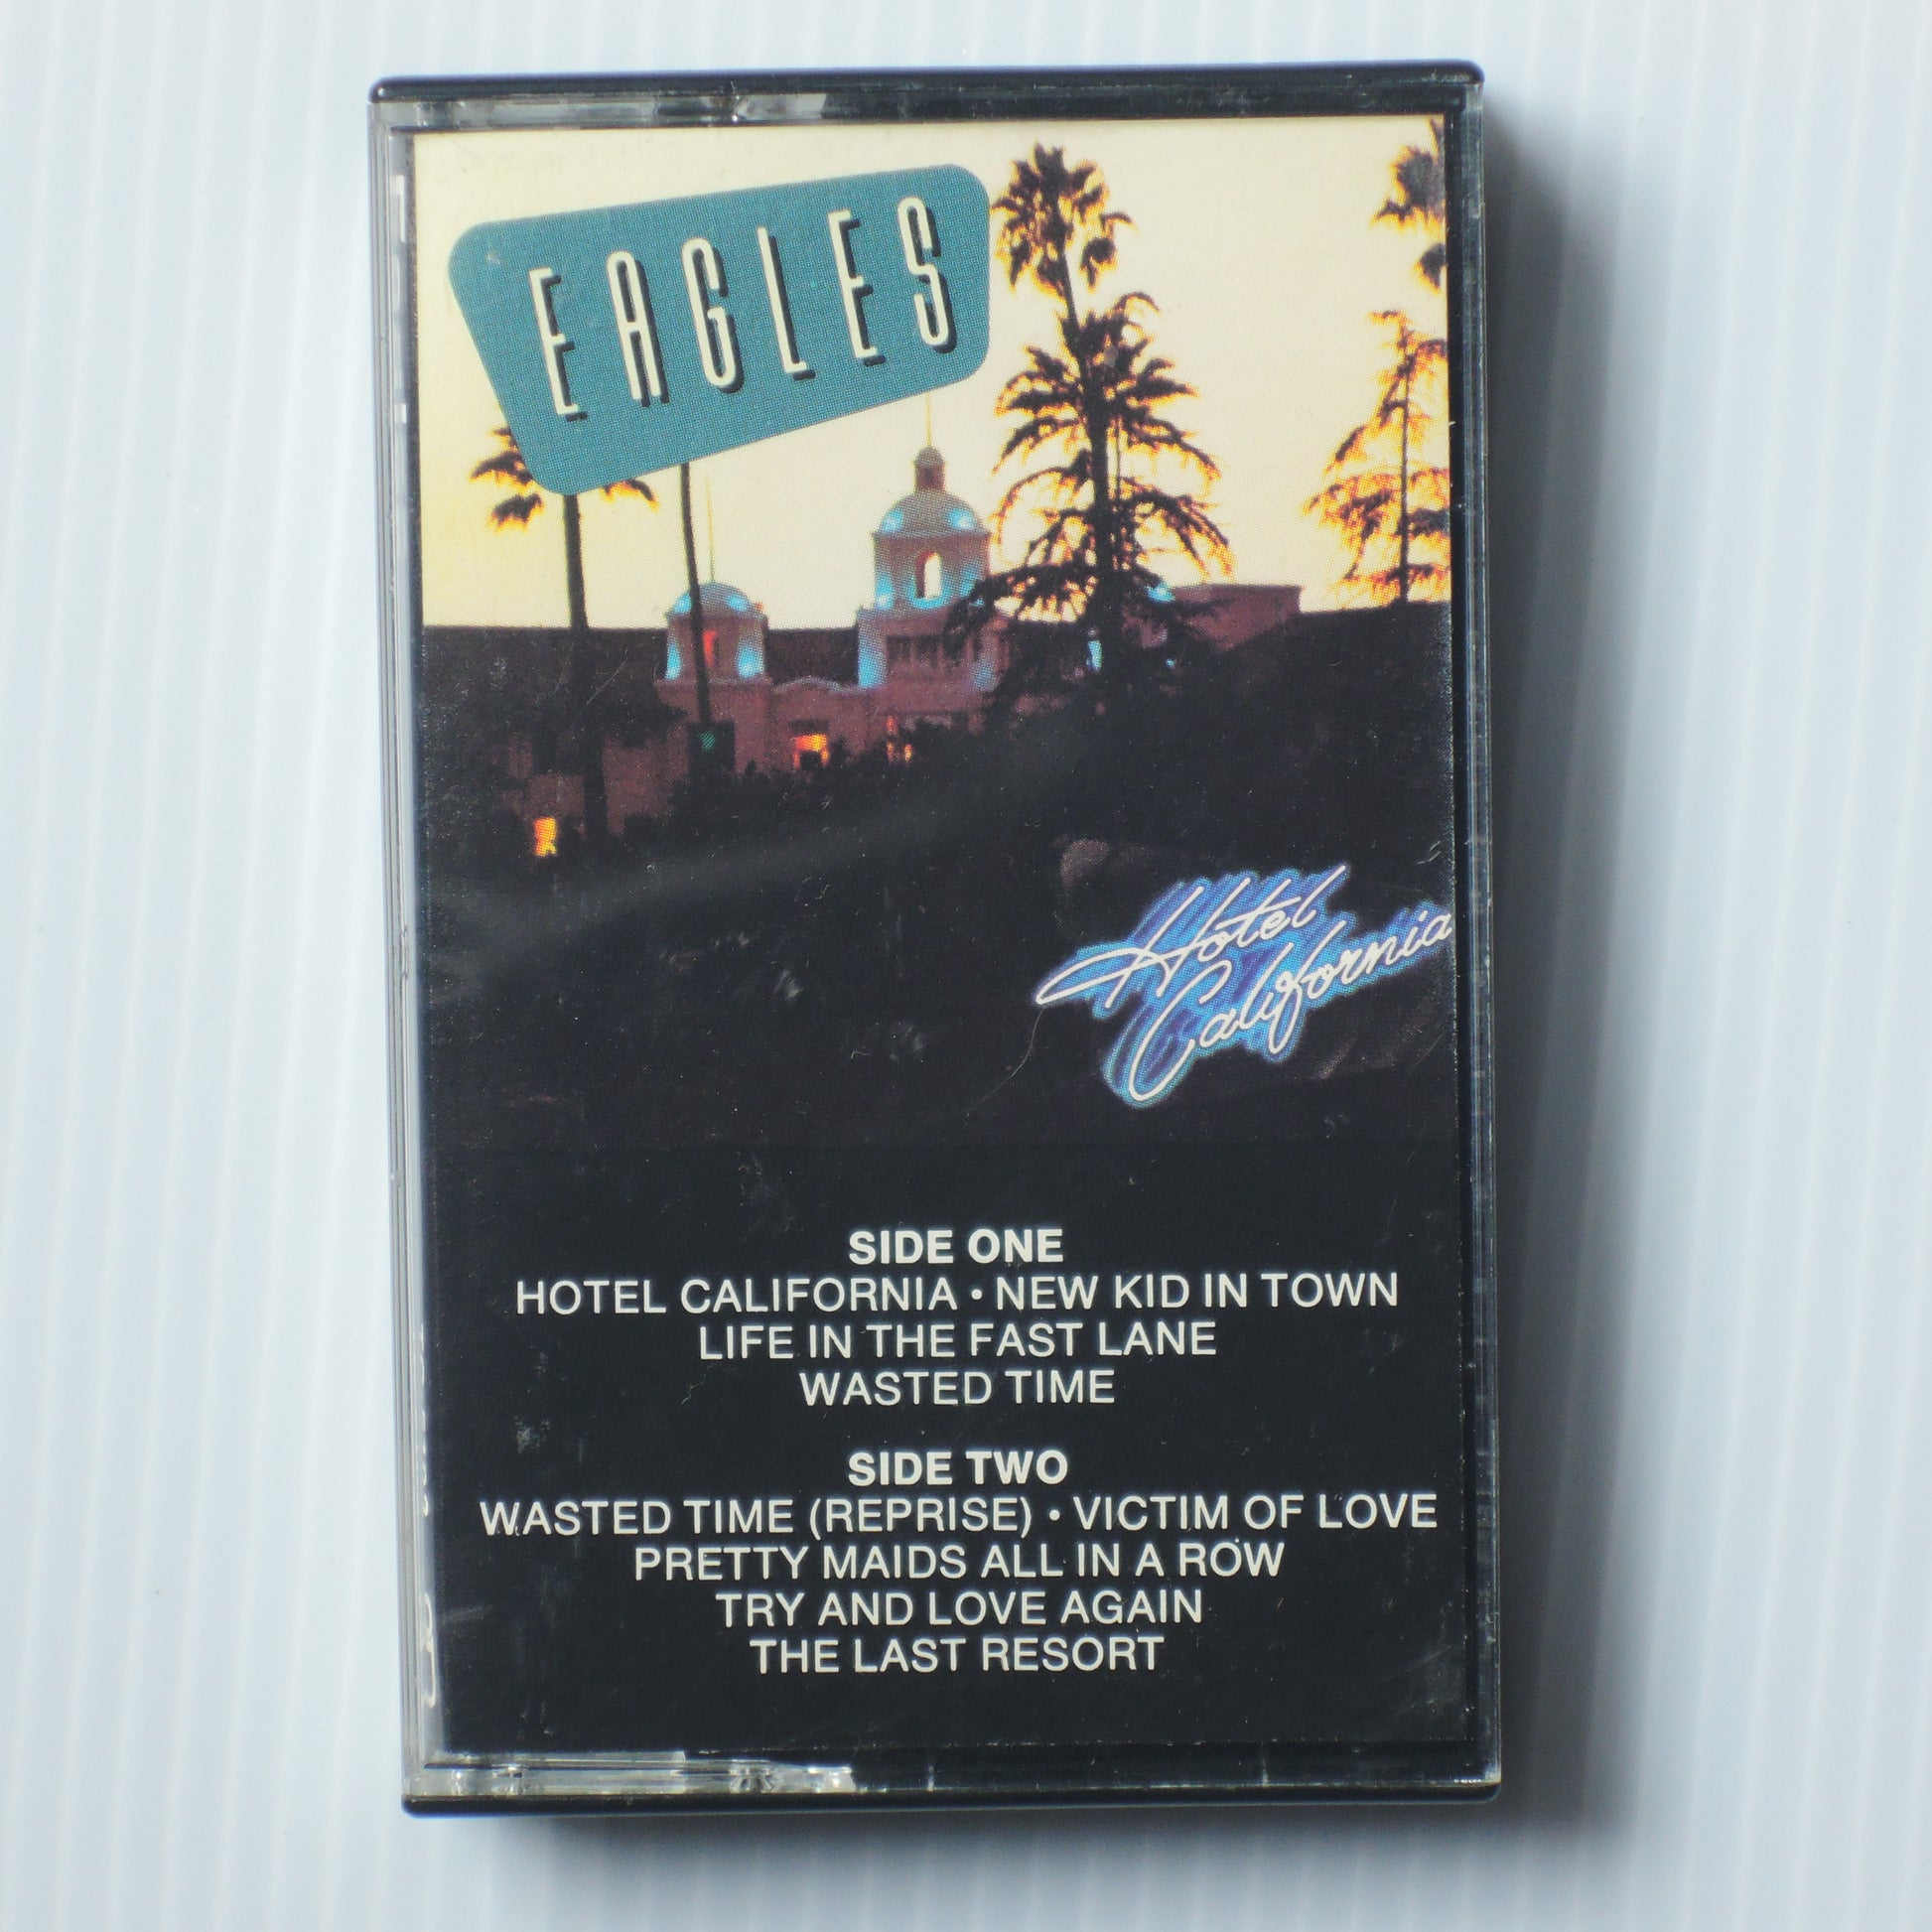 EAGLES
Hotel
California
SIDE ONE
HOTEL CALIFORNIA • NEW KID IN TOWN
LIFE IN THE FAST LANE
WASTED TIME
SIDE TWO
WASTED TIME (REPRISE) • VICTIM OF LOVE
PRETTY MAIDS ALL IN A ROW
TRY AND LOVE AGAIN
THE LAST RESORT